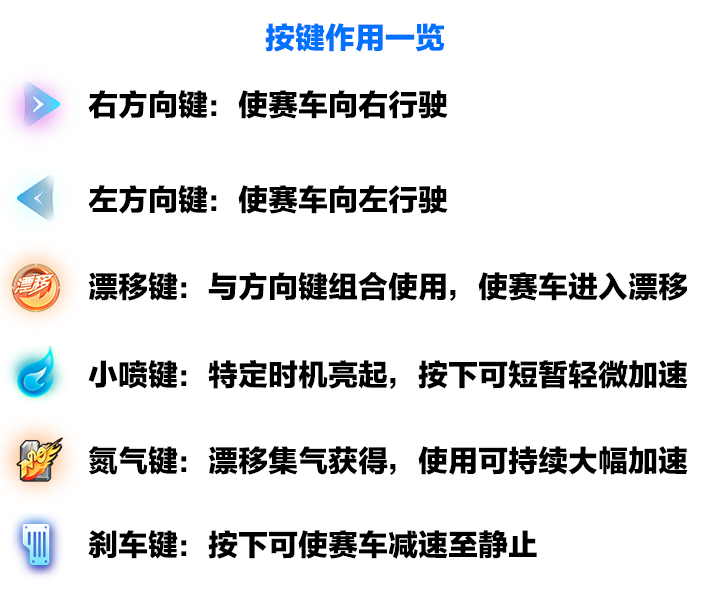 按键作用一览
右方向键：使赛车向右行驶
左方向键：使赛车向左行驶
漂移
漂移键：与方向键组合使用，使赛车进入漂移
小喷键：特定时机亮起，按下可短暂轻微加速
氮气键：漂移集气获得，使用可持续大幅加速
刹车键：按下可使赛车减速至静止